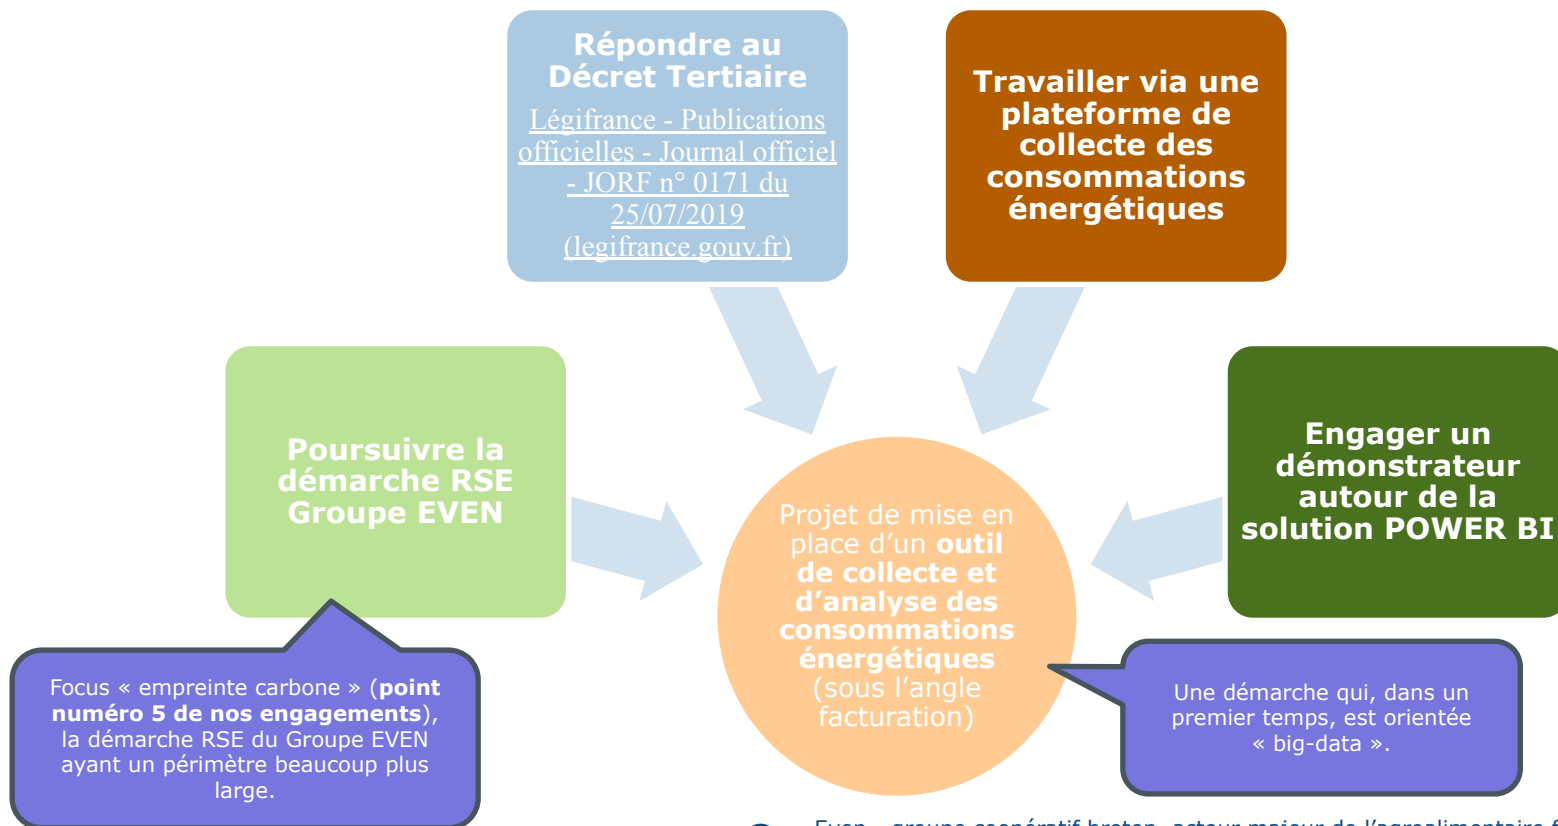 Répondre au
Décret Tertiaire
Légifrance - Publications
officielles - Journal officiel
- JORF n° 0171 du
25/07/2019
(legifrance.gouv.fr)
Travailler via une
plateforme de
collecte des
consommations
énergétiques
Poursuivre la
démarche RSE
Groupe EVEN
Engager un
démonstrateur
autour de la
solution POWER BI
Projet de mise en
place d’un outil
de collecte et
d’analyse des
consommations
énergétiques
(sous l’angle
facturation)
Focus « empreinte carbone » (point
numéro 5 de nos engagements),
la démarche RSE du Groupe EVEN
ayant un périmètre beaucoup plus
large.
Une démarche qui, dans un
premier temps, est orientée
« big-data ».